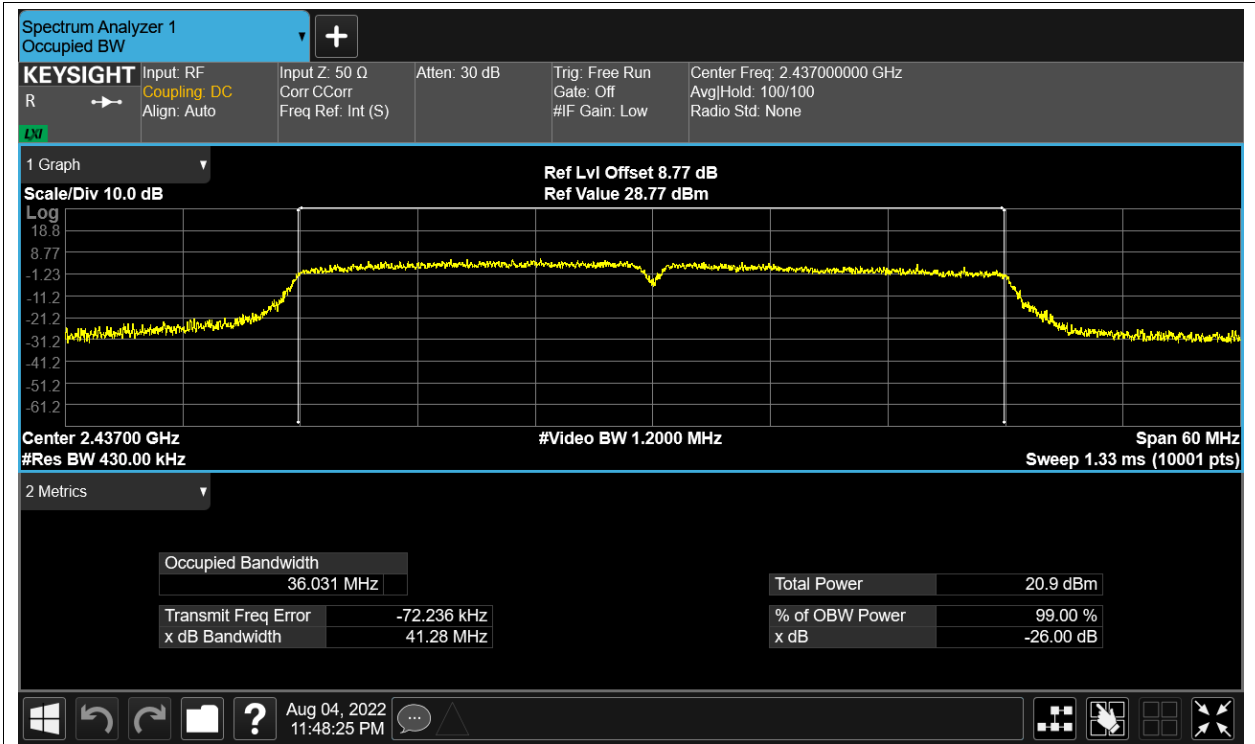 Spectrum Analyzer 1
Occupied BW
KEYSIGHT
R
LXI
Input: RF
Coupling: DC
Align: Auto
Input Z: 50 Ω
Corr CCorr
Freq Ref: Int (S)
Atten: 30 dB
Trig: Free Run
Gate: Off
#IF Gain: Low
Center Freq: 2.437000000 GHz
Avg|Hold: 100/100
Radio Std: None
1 Graph
Scale/Div 10.0 dB
Ref Lvl Offset 8.77 dB
Ref Value 28.77 dBm
Log
18.8
8.77
-1.23
-11.2
-21.2
-31.2
-41.2
-51.2
-61.2
Center 2.43700 GHz
#Video BW 1.2000 MHz
Span 60 MHz
#Res BW 430.00 kHz
Sweep 1.33 ms (10001 pts)
2 Metrics
Occupied Bandwidth
36.031 MHz
Total Power 20.9 dBm
Transmit Freq Error -72.236 kHz
% of OBW Power 99.00 %
x dB Bandwidth 41.28 MHz
x dB -26.00 dB
?
Aug 04, 2022
11:48:25 PM